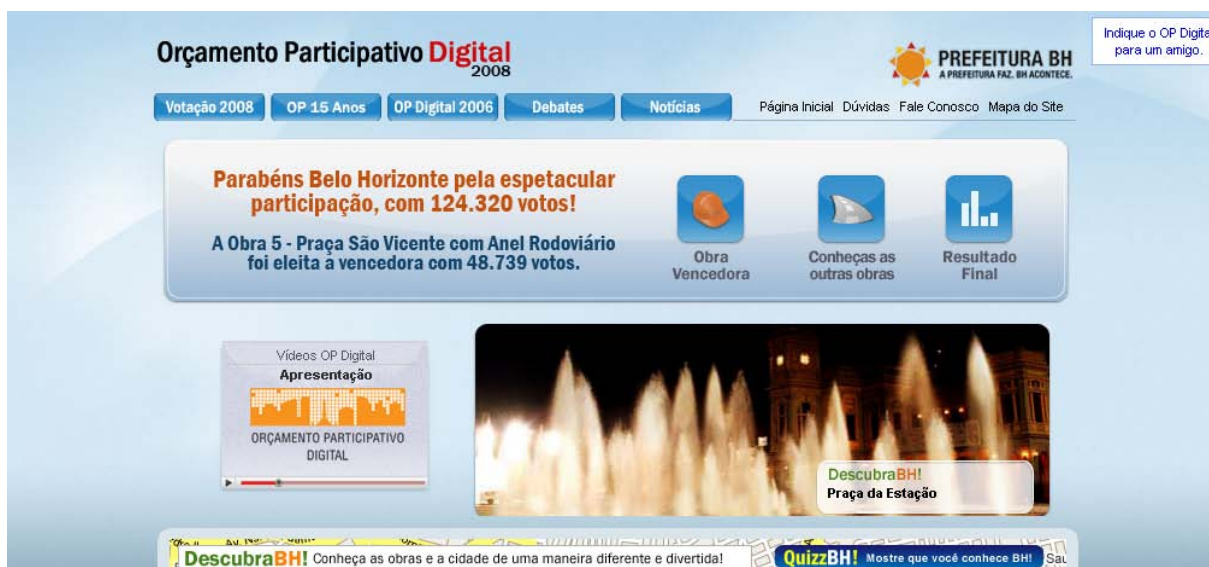 Orçamento Participativo Digital
2008
PREFEITURA BH
A PREFEITURA FAZ. BH ACONTECE.
Indique o OP Digita
para um amigo.
Votação 2008 OP 15 Anos OP Digital 2006 Debates Notícias Página Inicial Dúvidas Fale Conosco Mapa do Site
Parabéns Belo Horizonte pela espetacular
participação, com 124.320 votos!
A Obra 5 - Praça São Vicente com Anel Rodoviário
foi eleita a vencedora com 48.739 votos.
Obra
Vencedora
Conheças as
outras obras
Resultado
Final
Vídeos OP Digital
Apresentação
ORÇAMENTO PARTICIPATIVO
DIGITAL
DescubraBH!
Praça da Estação
DescubraBH! Conheça as obras e a cidade de uma maneira diferente e divertida!
QuizzBH! Mostre que você conhece BH!